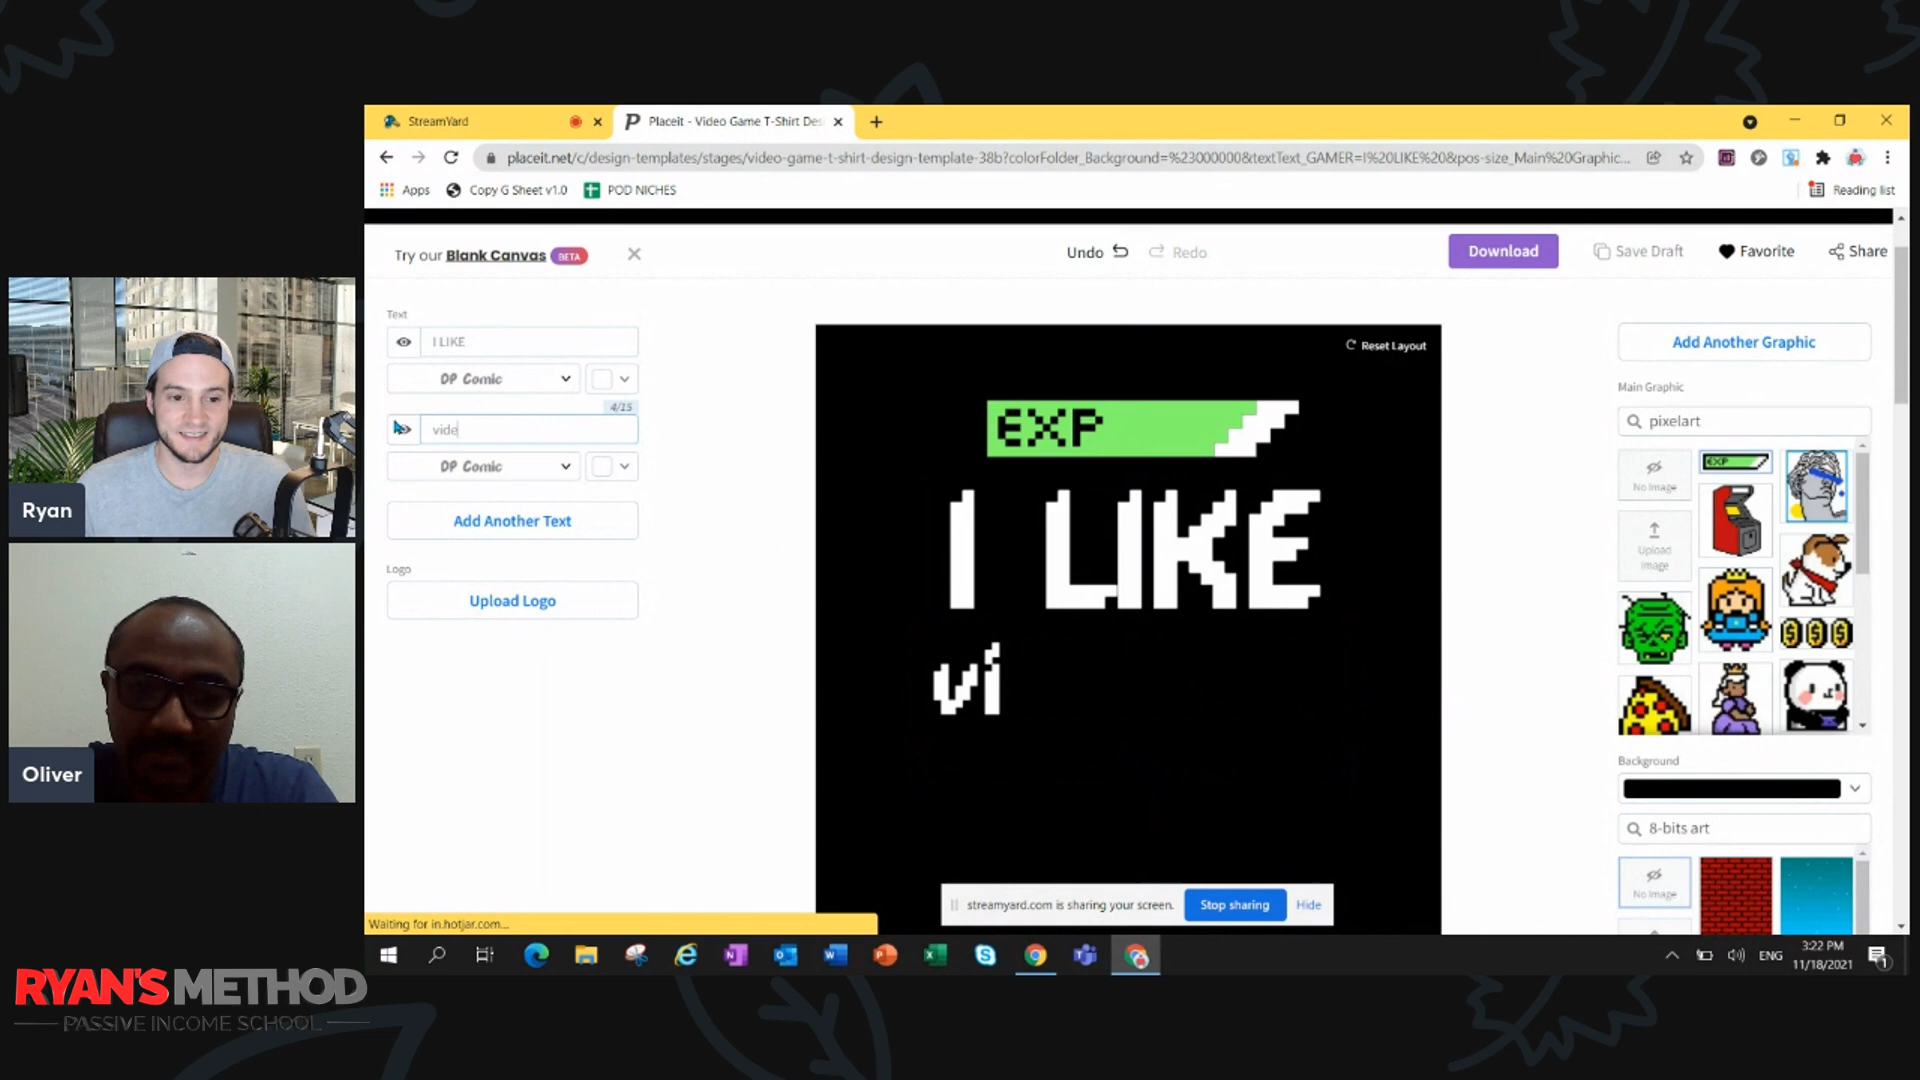 StreamYard
Placeit - Video Game T-Shirt Des
placeit.net/c/design-templates/stages/video-game-t-shirt-design-template-38b?colorFolder_Background=%23000000&textText_GAMER=I%20LIKE%20&pos-size_Main%20Graphic...
Apps
Copy G Sheet v1.0
POD NICHES
Reading list
Try our Blank Canvas BETA
Undo
Redo
Download
Save Draft
Favorite
Share
Text
I LIKE
DP Comic
4/15
vide
DP Comic
Add Another Text
Logo
Upload Logo
Reset Layout
EXP
I LIKE
vi
Add Another Graphic
Main Graphic
pixelart
No Image
EXP
Upload
Image
Background
8-bits art
No Image
streamyard.com is sharing your screen.
Stop sharing
Hide
Waiting for in.hotjar.com...
ENG
3:22 PM
11/18/2021
1
Ryan
Oliver
RYAN'S METHOD
PASSIVE INCOME SCHOOL